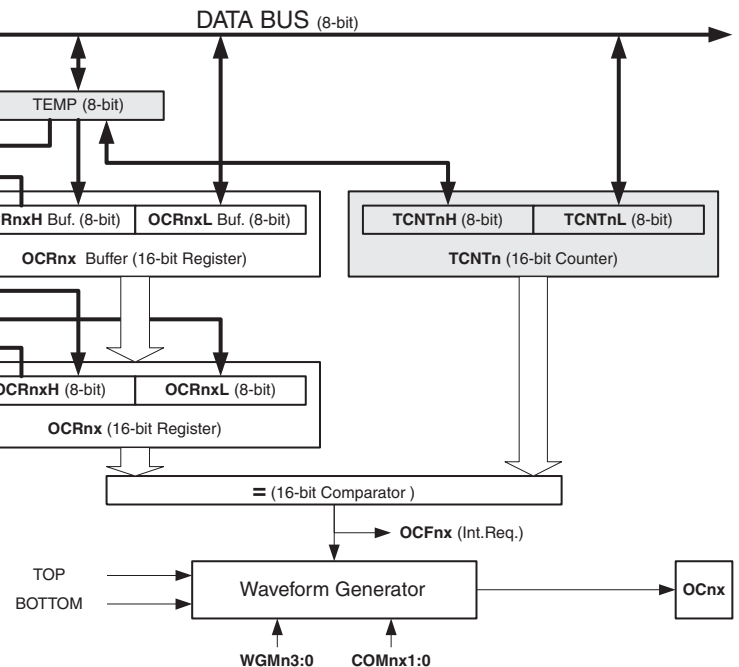 DATA BUS (8-bit)
TEMP (8-bit)
RnxH Buf. (8-bit)
OCRnxL Buf. (8-bit)
TCNTnH (8-bit)
TCNTnL (8-bit)
OCRnx Buffer (16-bit Register)
TCNTn (16-bit Counter)
OCRnxH (8-bit)
OCRnxL (8-bit)
OCRnx (16-bit Register)
= (16-bit Comparator )
OCFnx (Int.Req.)
TOP
BOTTOM
Waveform Generator
OCnx
WGMn3:0
COMnx1:0